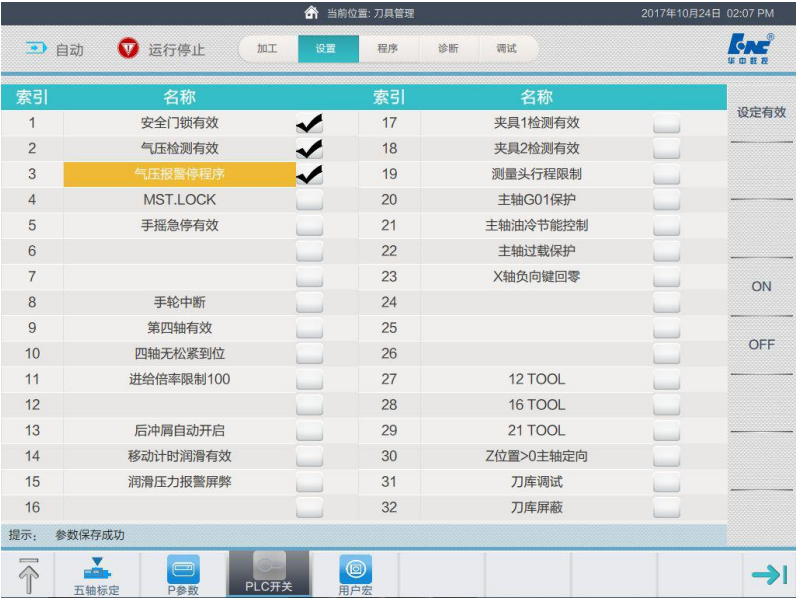 当前位置: 刀具管理 2017年10月24日 02:07 PM
自动 运行停止 加工 设置 程序 诊断 调试
HNC
华中数控
索引 名称 索引 名称
设定有效
1 安全门锁有效 17 夹具1检测有效
2 气压检测有效 18 夹具2检测有效
3 气压报警停程序 19 测量头行程限制
4 MST.LOCK 20 主轴G01保护
5 手摇急停有效 21 主轴油冷节能控制
6 22 主轴过载保护
7 23 X轴负向键回零
ON
8 手轮中断 24
9 第四轴有效 25
OFF
10 四轴无松紧到位 26
11 进给倍率限制100 27 12 TOOL
12 28 16 TOOL
13 后冲屑自动开启 29 21 TOOL
14 移动计时润滑有效 30 Z位置>0主轴定向
15 润滑压力报警屏弊 31 刀库调试
16 32 刀库屏蔽
提示: 参数保存成功
五轴标定 P参数 PLC开关 用户宏